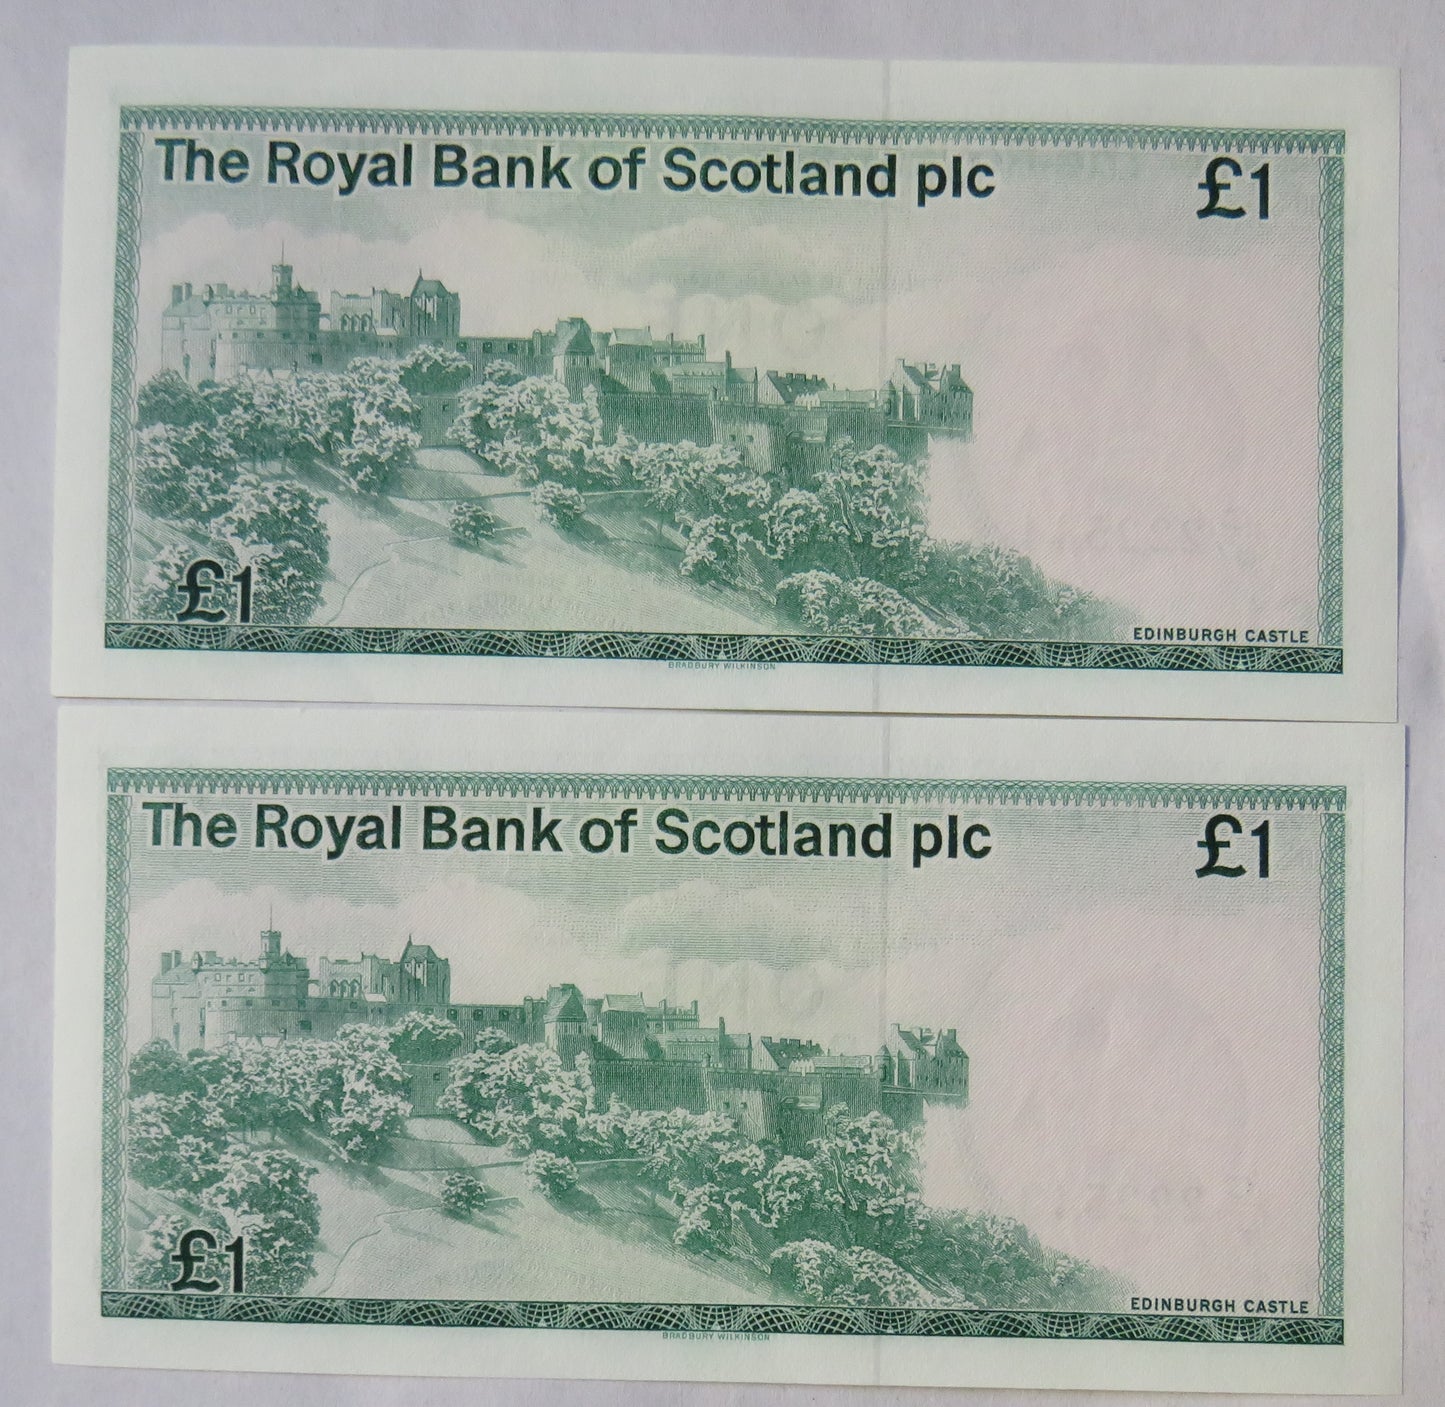 The Royal Bank of Scotland plc
£1
£1
EDINBURGH CASTLE
BRADBURY WILKINSON
The Royal Bank of Scotland plc
£1
£1
EDINBURGH CASTLE
BRADBURY WILKINSON